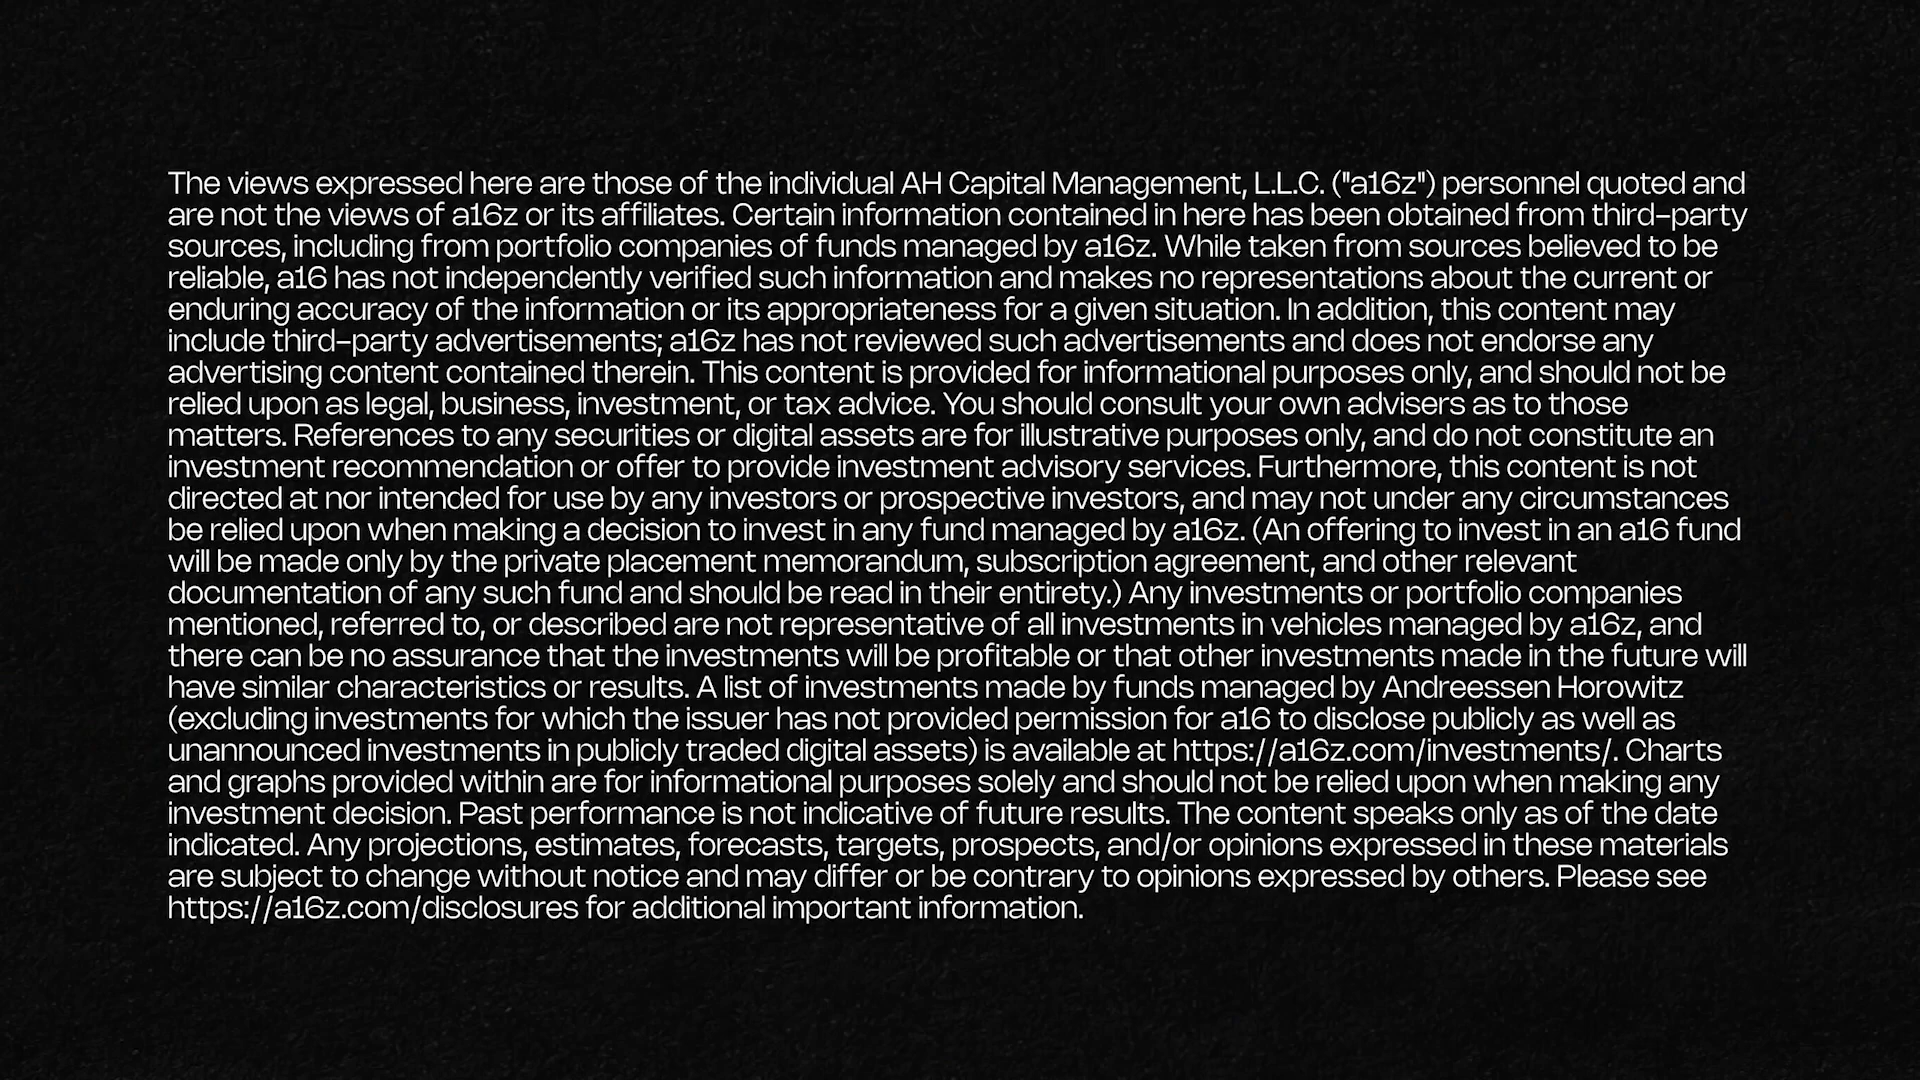 The views expressed here are those of the individual AH Capital Management, L.L.C. ("a16z") personnel quoted and
are not the views of a16z or its affiliates. Certain information contained in here has been obtained from third-party
sources, including from portfolio companies of funds managed by a16z. While taken from sources believed to be
reliable, a16 has not independently verified such information and makes no representations about the current or
enduring accuracy of the information or its appropriateness for a given situation. In addition, this content may
include third-party advertisements; a16z has not reviewed such advertisements and does not endorse any
advertising content contained therein. This content is provided for informational purposes only, and should not be
relied upon as legal, business, investment, or tax advice. You should consult your own advisers as to those
matters. References to any securities or digital assets are for illustrative purposes only, and do not constitute an
investment recommendation or offer to provide investment advisory services. Furthermore, this content is not
directed at nor intended for use by any investors or prospective investors, and may not under any circumstances
be relied upon when making a decision to invest in any fund managed by a16z. (An offering to invest in an a16 fund
will be made only by the private placement memorandum, subscription agreement, and other relevant
documentation of any such fund and should be read in their entirety.) Any investments or portfolio companies
mentioned, referred to, or described are not representative of all investments in vehicles managed by a16z, and
there can be no assurance that the investments will be profitable or that other investments made in the future will
have similar characteristics or results. A list of investments made by funds managed by Andreessen Horowitz
(excluding investments for which the issuer has not provided permission for a16 to disclose publicly as well as
unannounced investments in publicly traded digital assets) is available at https://a16z.com/investments/. Charts
and graphs provided within are for informational purposes solely and should not be relied upon when making any
investment decision. Past performance is not indicative of future results. The content speaks only as of the date
indicated. Any projections, estimates, forecasts, targets, prospects, and/or opinions expressed in these materials
are subject to change without notice and may differ or be contrary to opinions expressed by others. Please see
https://a16z.com/disclosures for additional important information.